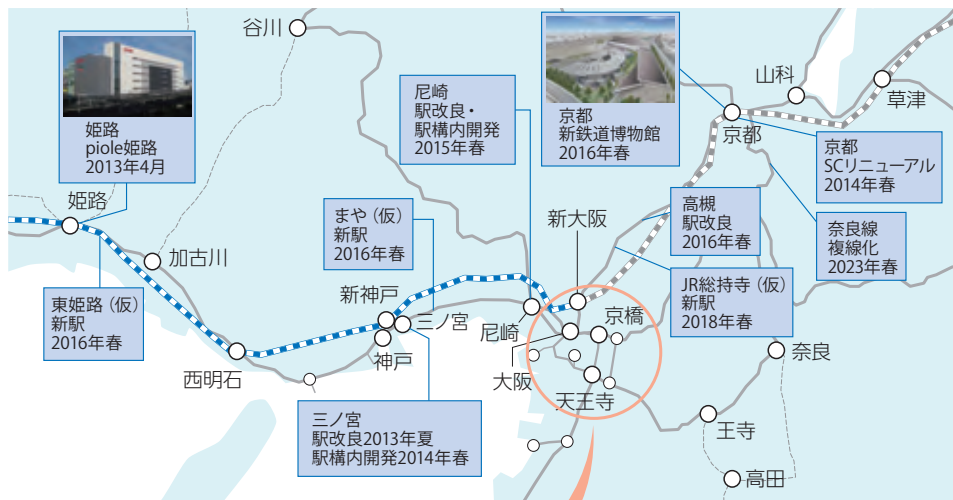 谷川
山科
草津
京都
姫路
piole姫路
2013年4月
尼崎
駅改良・
駅構内開発
2015年春
京都
新鉄道博物館
2016年春
京都
SCリニューアル
2014年春
姫路
加古川
まや（仮）
新駅
2016年春
新大阪
高槻
駅改良
2016年春
奈良線
複線化
2023年春
東姫路（仮）
新駅
2016年春
新神戸
三ノ宮
神戸
西明石
尼崎
京橋
大阪
天王寺
JR総持寺（仮）
新駅
2018年春
奈良
王寺
高田
三ノ宮
駅改良2013年夏
駅構内開発2014年春